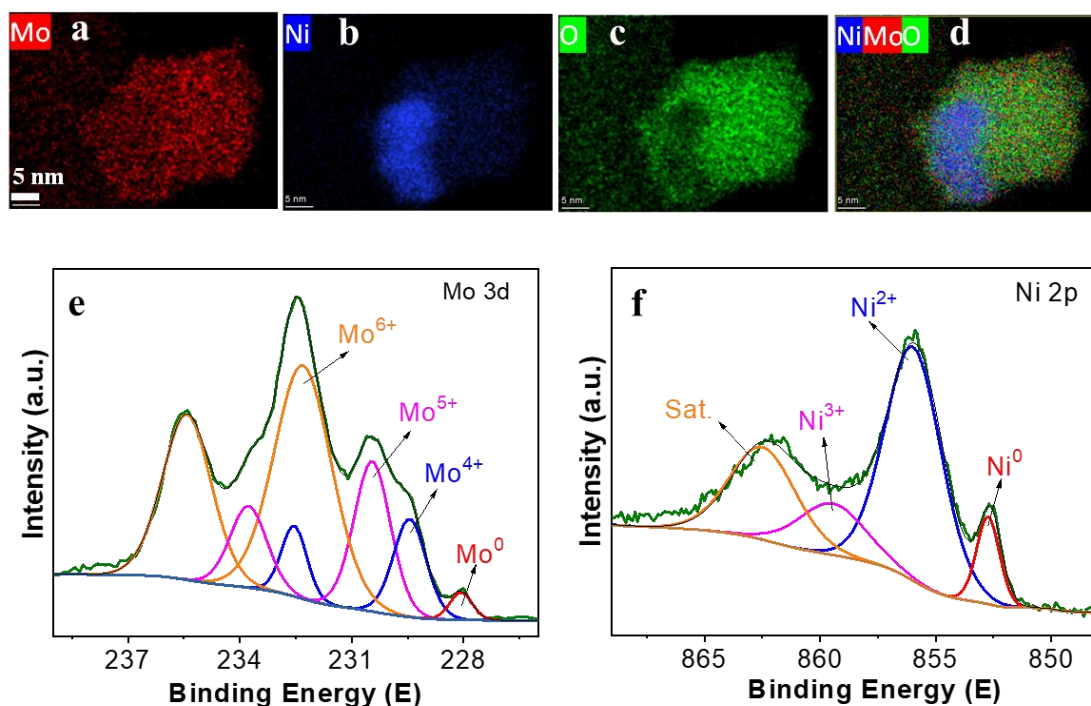 Mo a
Ni b
O c
Ni Mo O d
5 nm
5 nm
5 nm
5 nm
e
Mo 3d
Mo⁶⁺
Mo⁵⁺
Mo⁴⁺
Mo⁰
Intensity (a.u.)
237 234 231 228
Binding Energy (E)
f
Ni 2p
Ni²⁺
Sat.
Ni³⁺
Ni⁰
Intensity (a.u.)
865 860 855 850
Binding Energy (E)